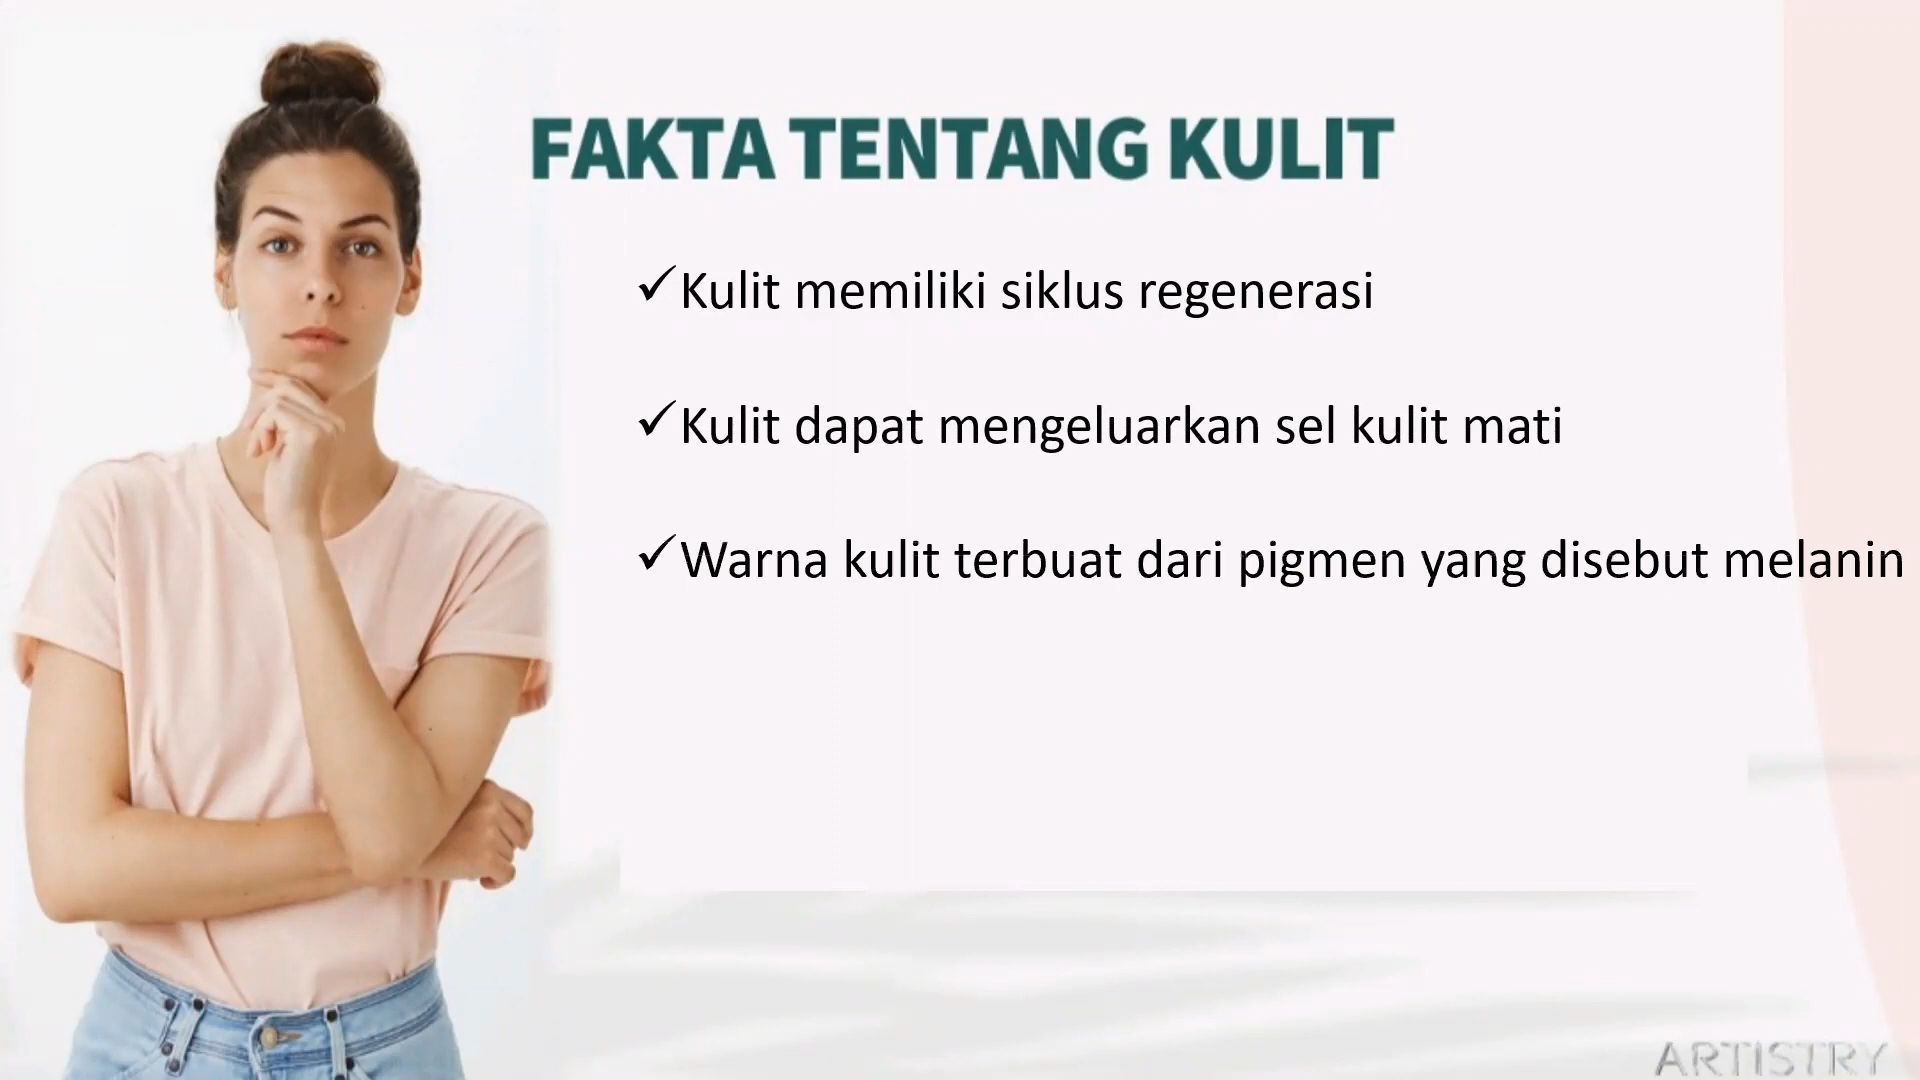 FAKTA TENTANG KULIT
✓Kulit memiliki siklus regenerasi
✓Kulit dapat mengeluarkan sel kulit mati
✓Warna kulit terbuat dari pigmen yang disebut melanin
ARTISTRY